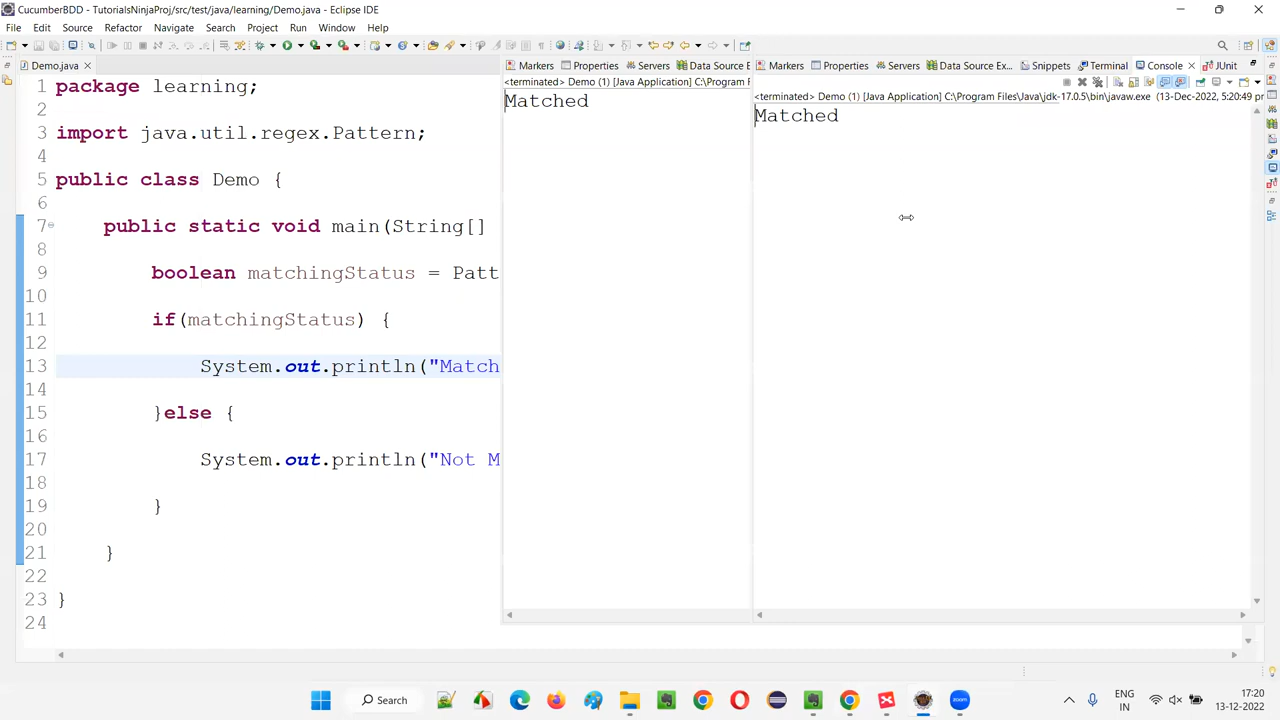 CucumberBDD - TutorialsNinjaProj/src/test/java/learning/Demo.java - Eclipse IDE
File Edit Source Refactor Navigate Search Project Run Window Help
Demo.java
1 package learning;
2
3 import java.util.regex.Pattern;
4
5 public class Demo {
6
7 public static void main(String[]
8
9 boolean matchingStatus = Patt
10
11 if(matchingStatus) {
12
13 System.out.println("Match
14
15 }else {
16
17 System.out.println("Not M
18
19 }
20
21 }
22
23 }
24
Markers Properties Servers Data Source E
<terminated> Demo (1) [Java Application] C:\Program F
Matched
Markers Properties Servers Data Source Ex... Snippets Terminal Console JUnit
<terminated> Demo (1) [Java Application] C:\Program Files\Java\jdk-17.0.5\bin\javaw.exe (13-Dec-2022, 5:20:49 p
Matched
Search
ENG
IN
17:20
13-12-2022